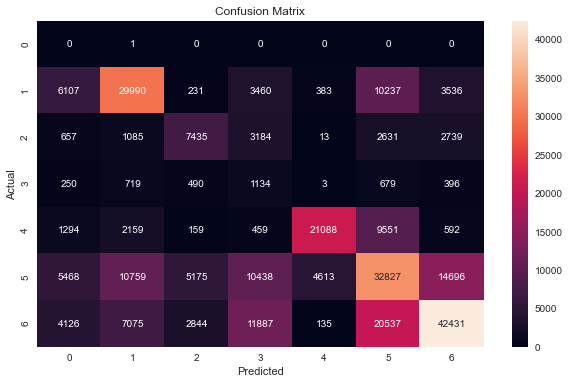 Confusion Matrix
0 0 1 0 0 0 0 0
1 6107 29990 231 3460 383 10237 3536
2 657 1085 7435 3184 13 2631 2739
3 250 719 490 1134 3 679 396
4 1294 2159 159 459 21088 9551 592
5 5468 10759 5175 10438 4613 32827 14696
6 4126 7075 2844 11887 135 20537 42431
0 1 2 3 4 5 6
Actual
Predicted
40000
35000
30000
25000
20000
15000
10000
5000
0